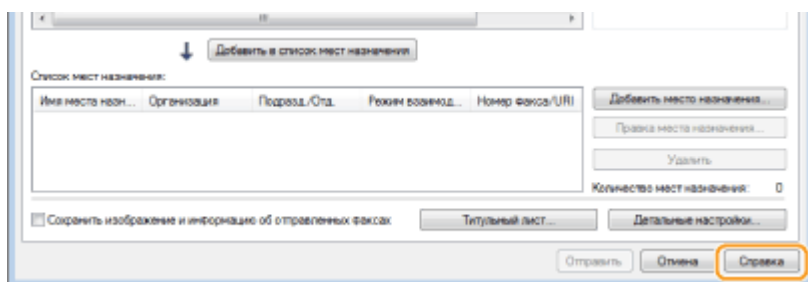 Добавить в список мест назначения
Список мест назначения:
Имя места назн... Организация Подразд./Отд. Режим взаимод... Номер факса/URI
Добавить место назначения...
Правка места назначения...
Удалить
Количество мест назначения: 0
Сохранить изображение и информацию об отправленных факсах Титульный лист... Детальные настройки...
Отправить Отмена Справка